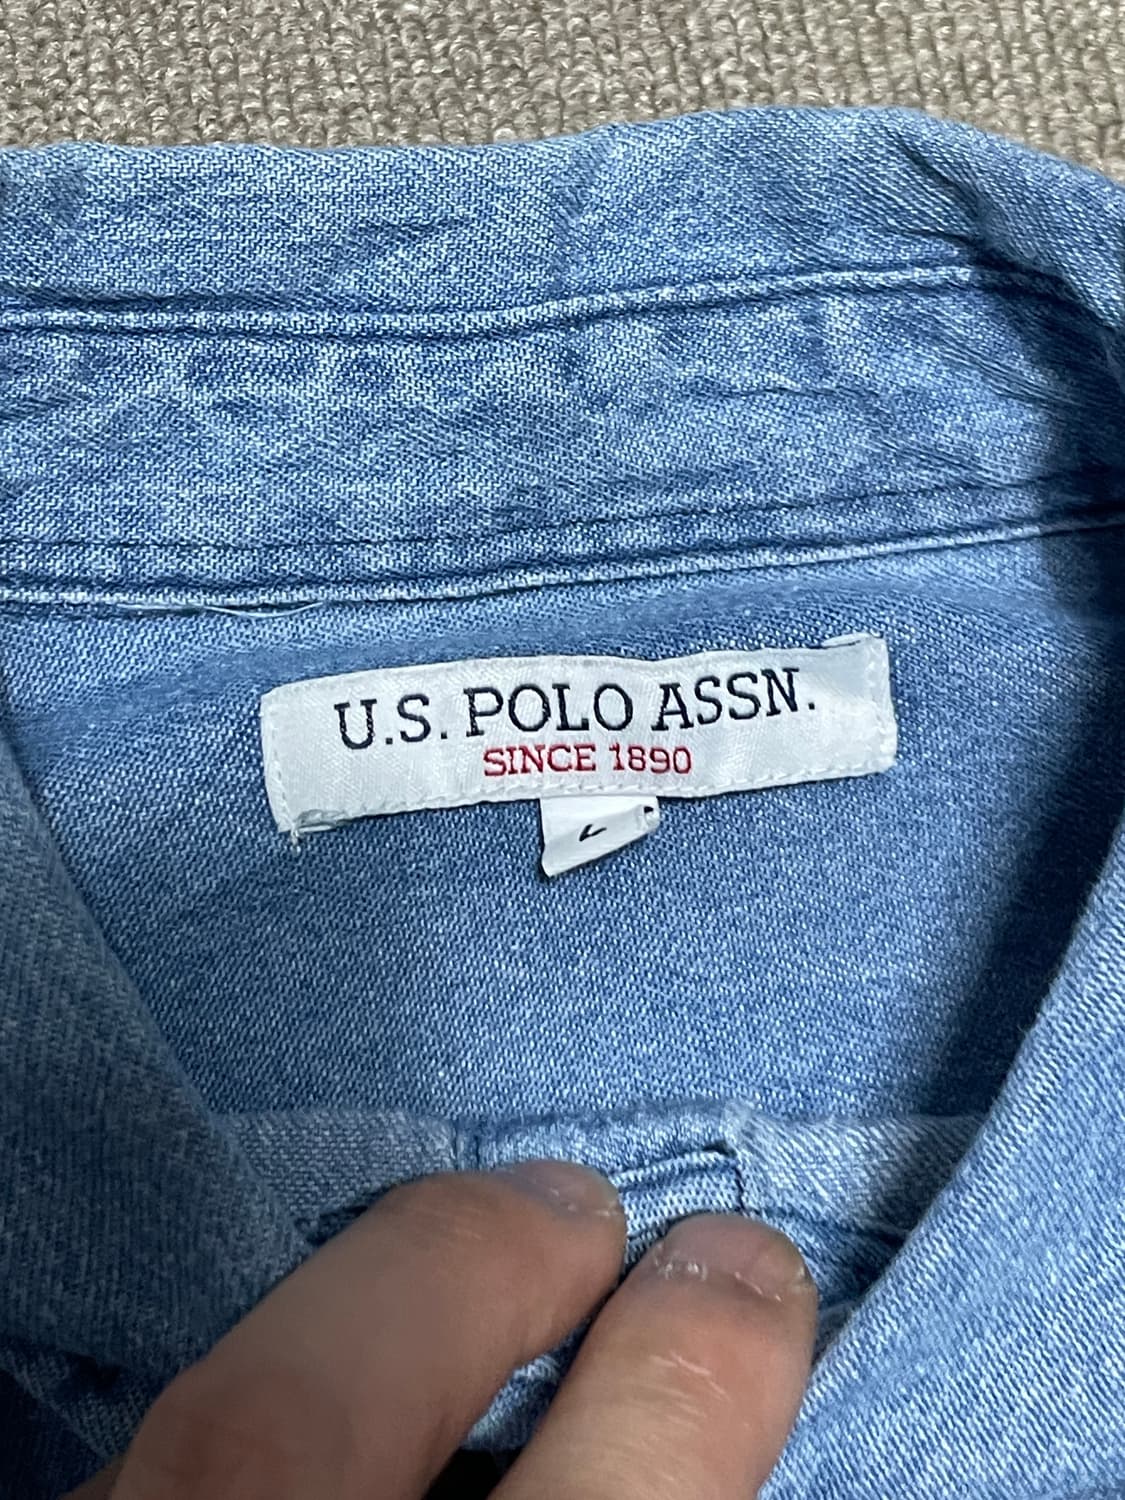 U.S. POLO ASSN.
SINCE 1890
L